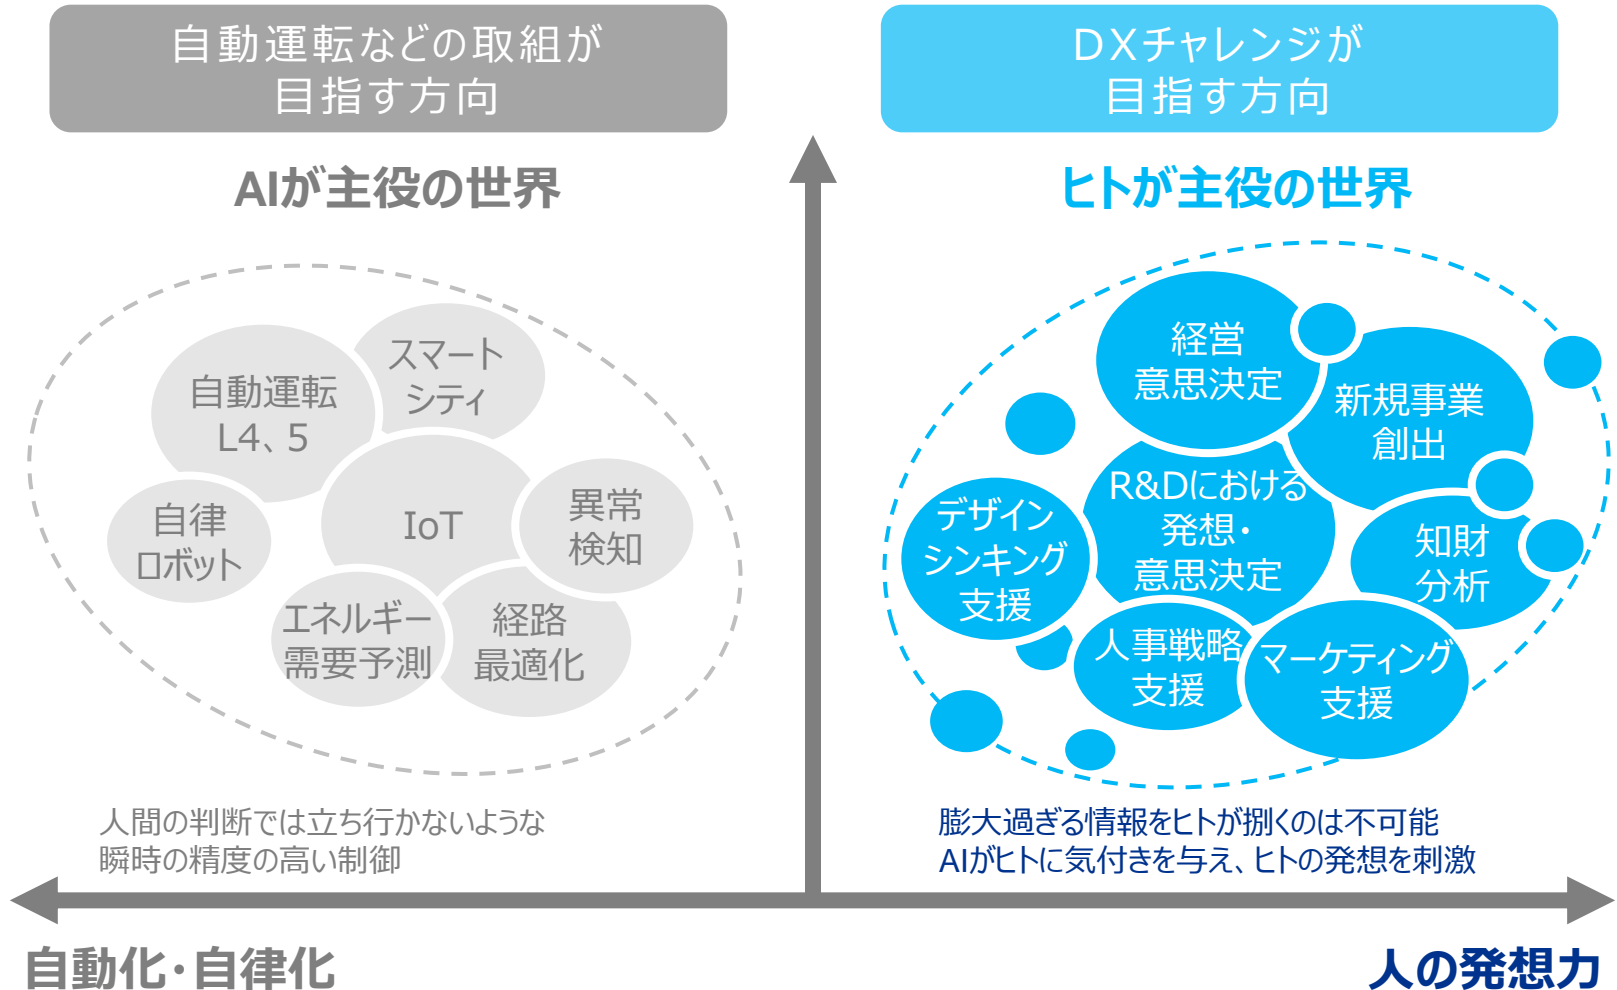 自動運転などの取組が
目指す方向
DXチャレンジが
目指す方向
AIが主役の世界
ヒトが主役の世界
スマート
シティ
自動運転
L4、5
自律
ロボット
IoT
異常
検知
エネルギー
需要予測
経路
最適化
経営
意思決定
新規事業
創出
R&Dにおける
発想・
意思決定
デザイン
シンキング
支援
知財
分析
人事戦略
支援
マーケティング
支援
人間の判断では立ち行かないような
瞬時の精度の高い制御
膨大過ぎる情報をヒトが捌くのは不可能
AIがヒトに気付きを与え、ヒトの発想を刺激
自動化・自律化
人の発想力